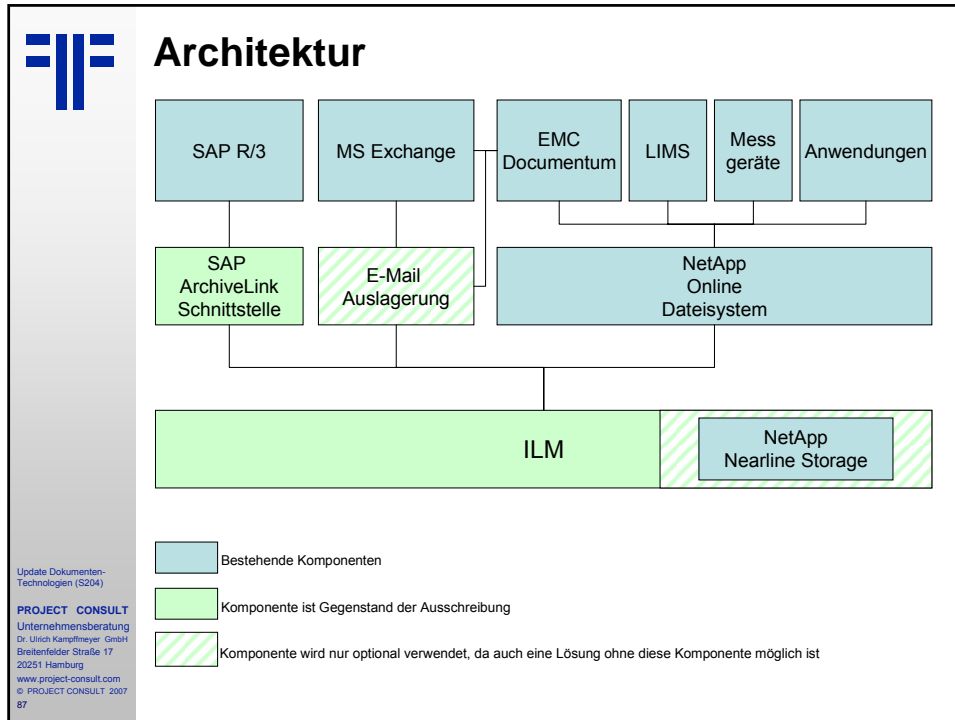 Architektur
SAP R/3
MS Exchange
EMC
Documentum
LIMS
Mess
geräte
Anwendungen
SAP
ArchiveLink
Schnittstelle
E-Mail
Auslagerung
NetApp
Online
Dateisystem
ILM
NetApp
Nearline Storage
Bestehende Komponenten
Komponente ist Gegenstand der Ausschreibung
Komponente wird nur optional verwendet, da auch eine Lösung ohne diese Komponente möglich ist
Update Dokumenten-
Technologien (S204)
PROJECT CONSULT
Unternehmensberatung
Dr. Ulrich Kampffmeyer GmbH
Breitenfelder Straße 17
20251 Hamburg
www.project-consult.com
© PROJECT CONSULT 2007
87